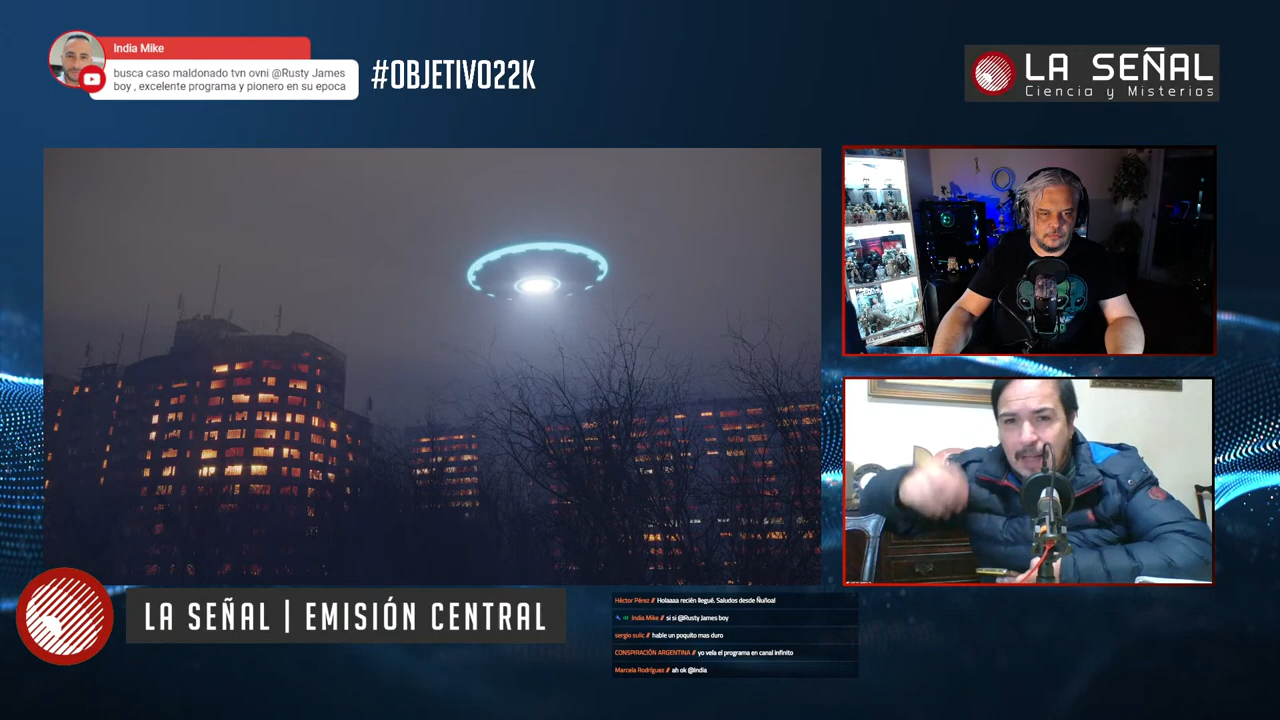 India Mike
busca caso maldonado tvn ovni @Rusty James
boy , excelente programa y pionero en su epoca
#OBJETIVO22K
LA SEÑAL
Ciencia y Misterios
LA SEÑAL | EMISIÓN CENTRAL
Héctor Pérez // Holaaaa recién llegué. Saludos desde Ñuñoa!
India Mike // si si @Rusty James boy
sergio sulic // hable un poquito mas duro
CONSPIRACIÓN ARGENTINA // yo veía el programa en canal infinito
Marcela Rodríguez // ah ok @India